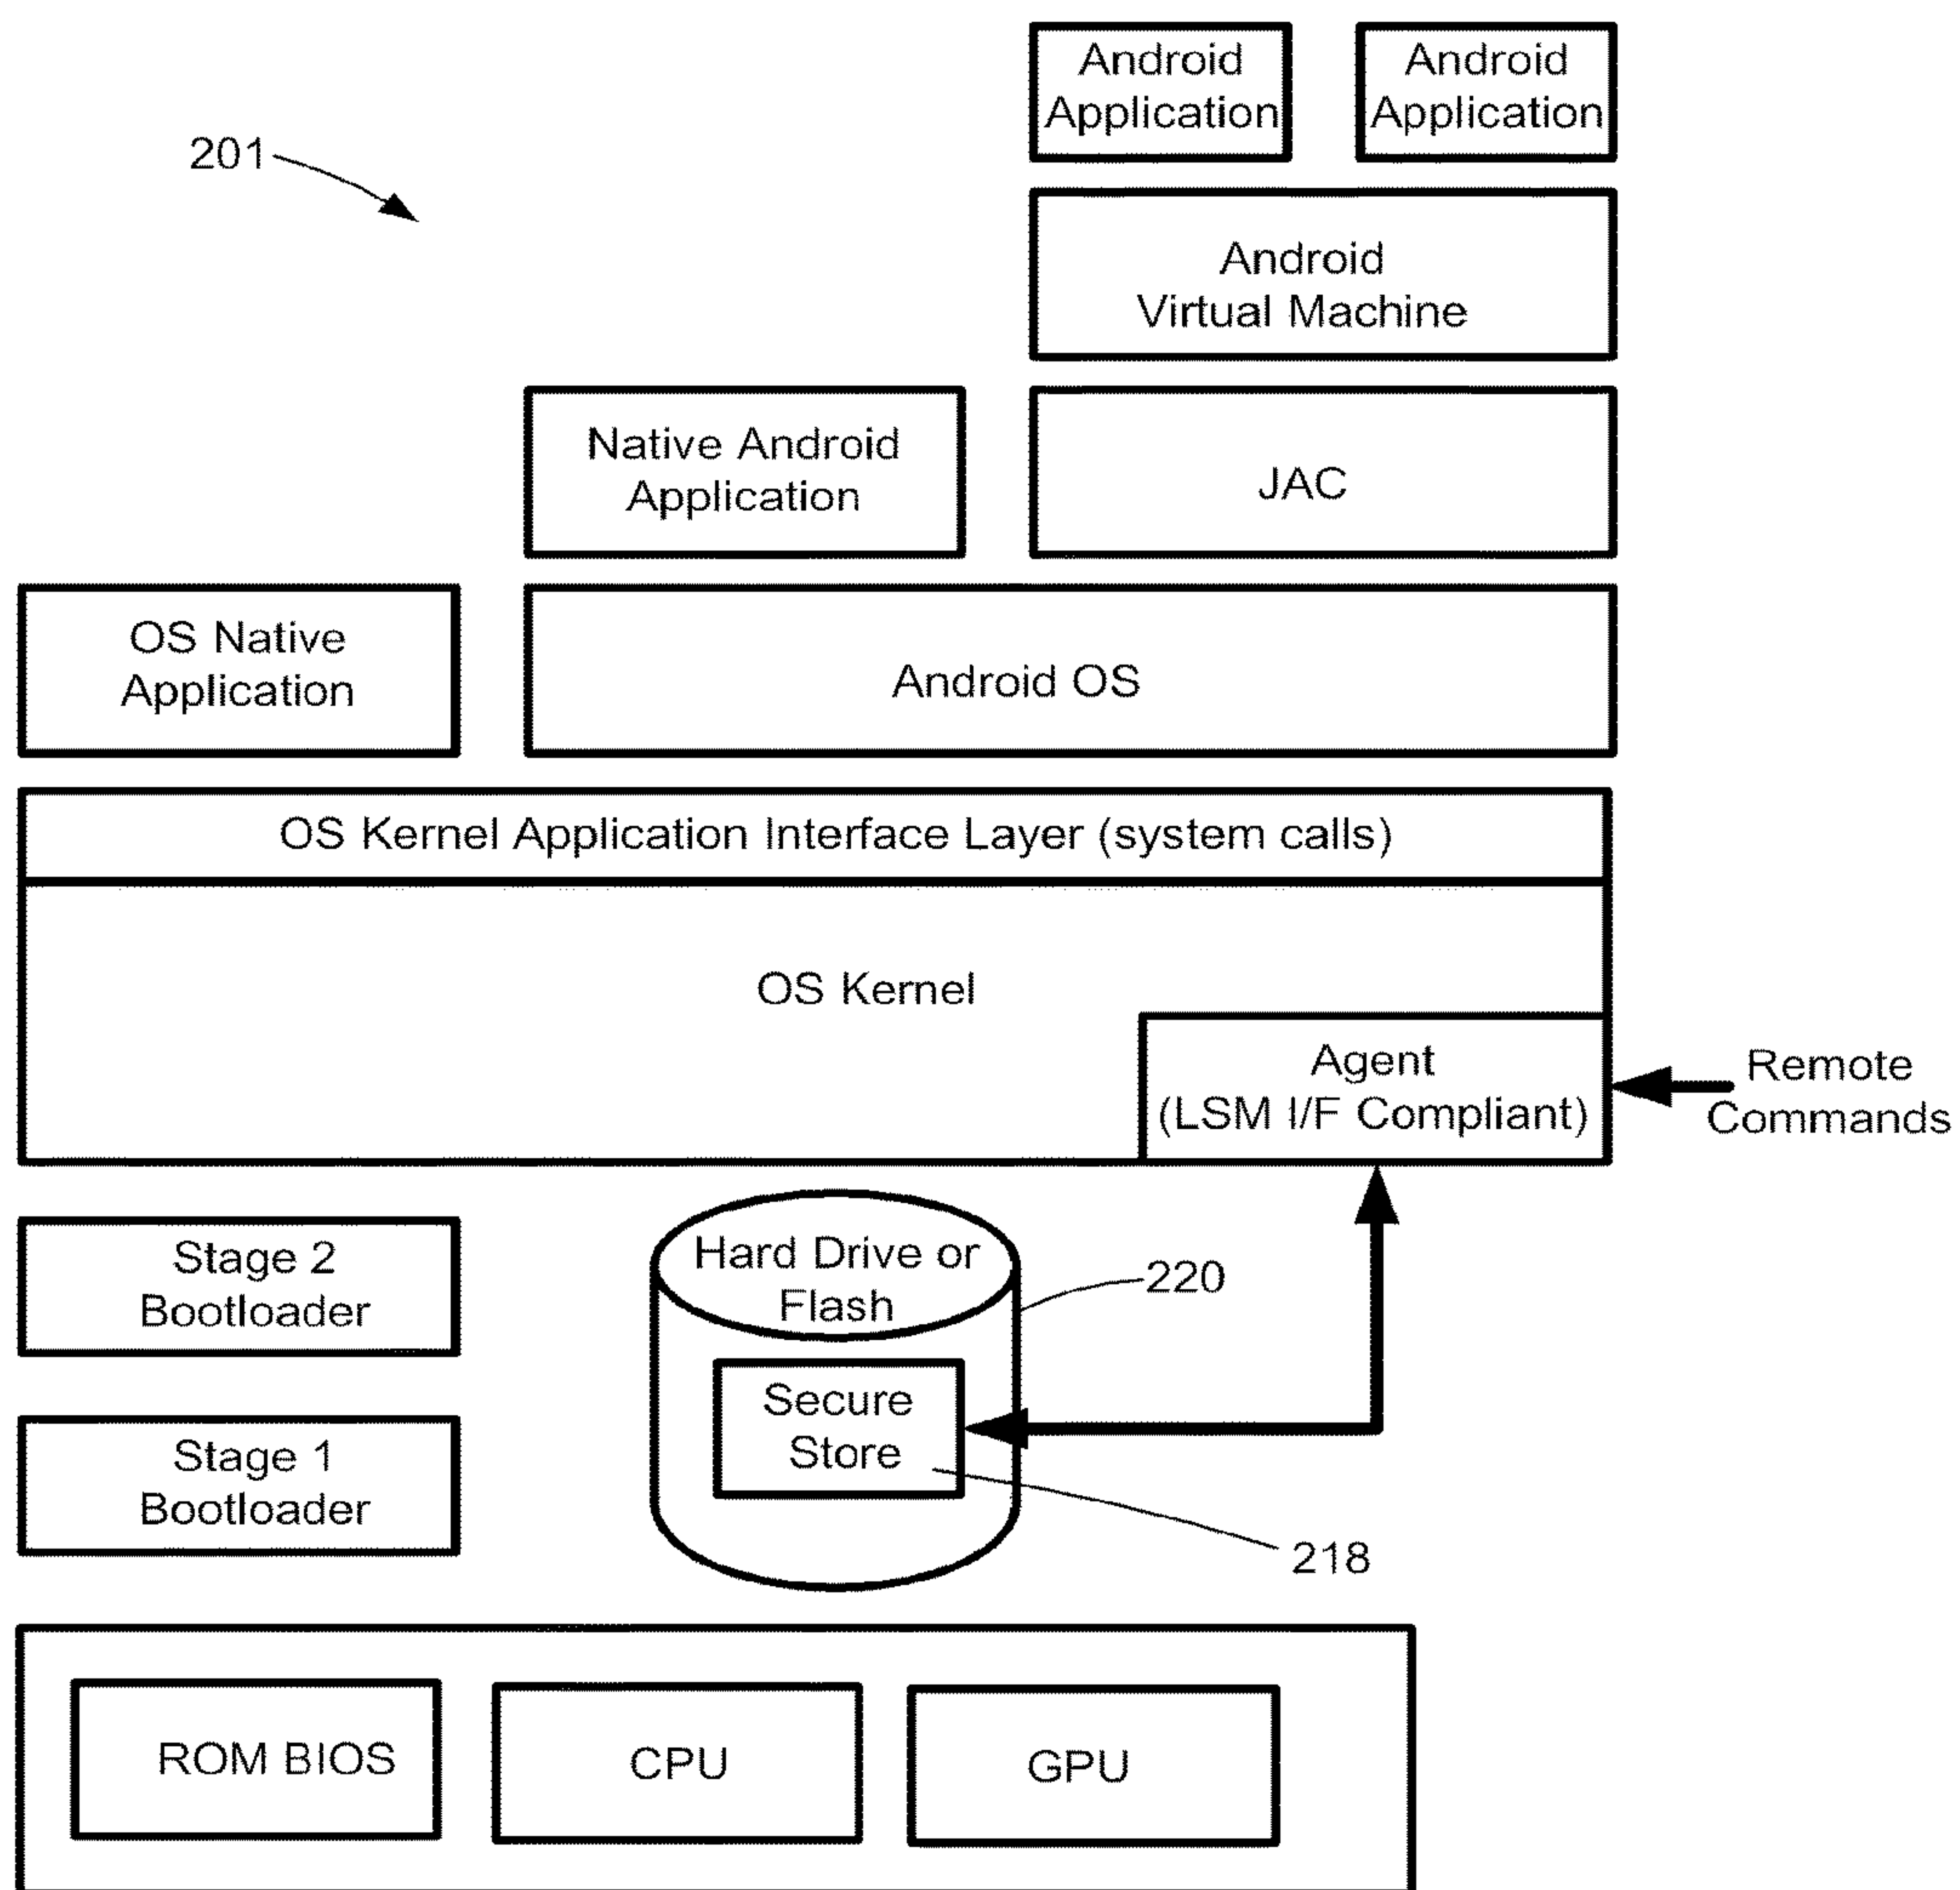 Android
Application
Android
Application
201
Android
Virtual Machine
Native Android
Application
JAC
OS Native
Application
Android OS
OS Kernel Application Interface Layer (system calls)
OS Kernel
Agent
(LSM I/F Compliant)
Remote
Commands
Stage 2
Bootloader
Hard Drive or
Flash
220
Secure
Store
Stage 1
Bootloader
218
ROM BIOS
CPU
GPU